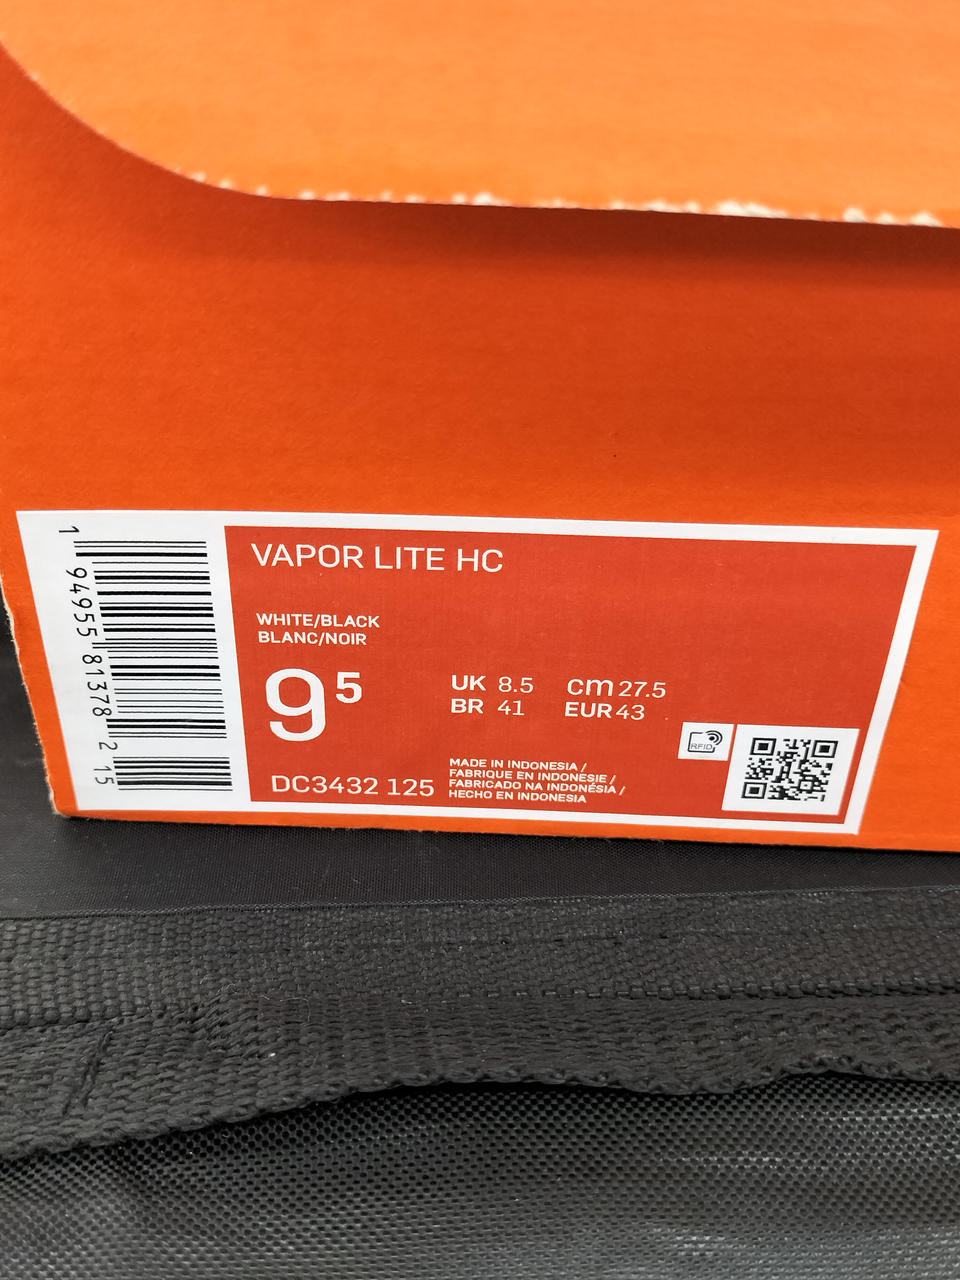 VAPOR LITE HC
WHITE/BLACK
BLANC/NOIR
9⁵
UK 8.5 cm 27.5
BR 41 EUR 43
DC3432 125
MADE IN INDONESIA /
FABRIQUE EN INDONESIE /
FABRICADO NA INDONÉSIA /
HECHO EN INDONESIA
RFID
1 94955 81378 2 15